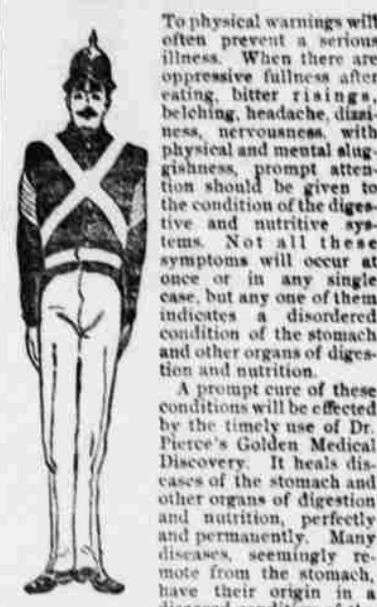 To physical warnings will
often prevent a serious
illness. When there are
oppressive fullness after
eating, bitter risings,
belching, headache, dizzi-
ness, nervousness, with
physical and mental slug-
gishness, prompt atten-
tion should be given to
the condition of the diges-
tive and nutritive sys-
tems. Not all these
symptoms will occur at
once or in any single
case, but any one of them
indicates a disordered
condition of the stomach
and other organs of diges-
tion and nutrition.
A prompt cure of these
conditions will be effected
by the timely use of Dr.
Pierce's Golden Medical
Discovery. It heals dis-
eases of the stomach and
other organs of digestion
and nutrition, perfectly
and permanently. Many
diseases, seemingly re-
mote from the stomach,
have their origin in a